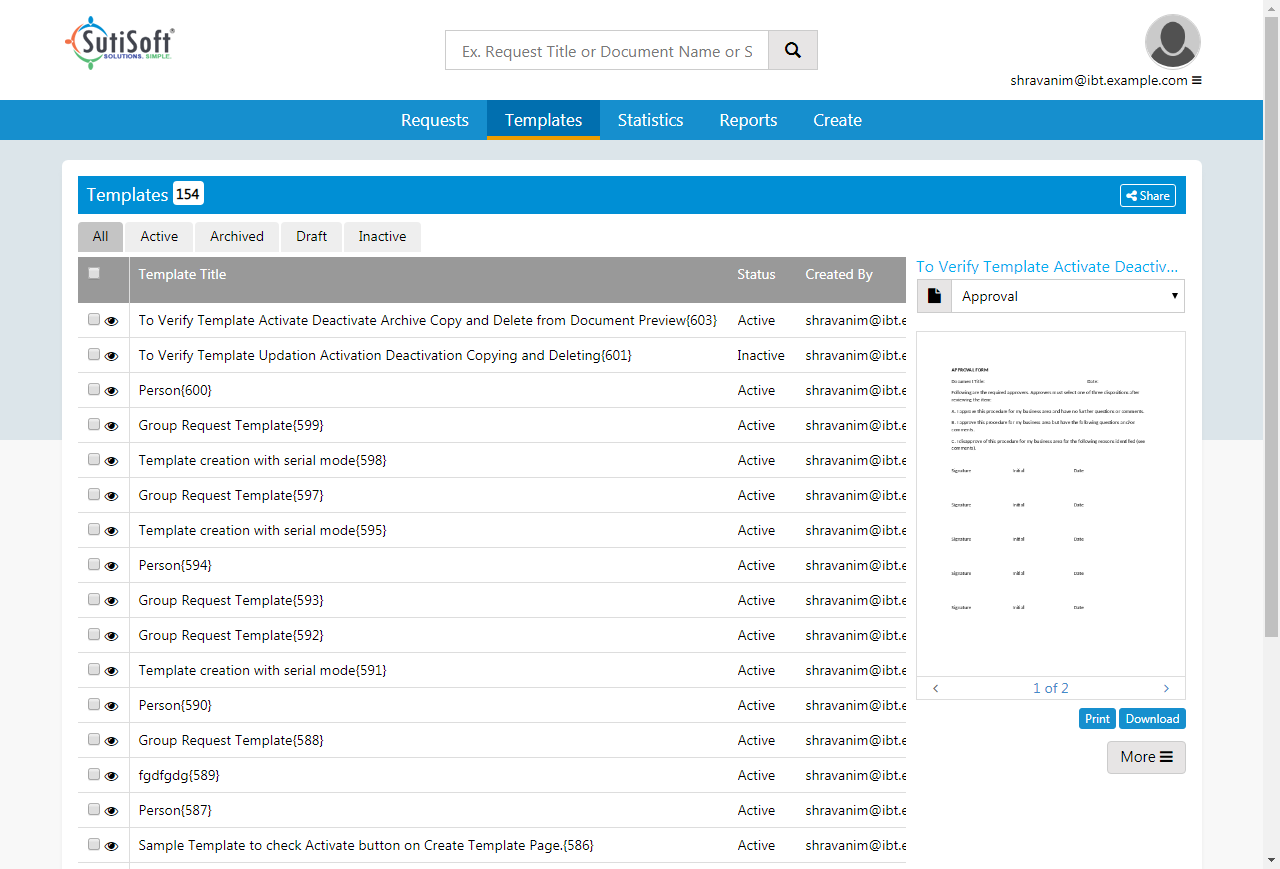 SutiSoft®
SOLUTIONS. SIMPLE.
Ex. Request Title or Document Name or S
shravanim@ibt.example.com
Requests Templates Statistics Reports Create
Templates 154
Share
All Active Archived Draft Inactive
Template Title Status Created By
To Verify Template Activate Deactivate Archive Copy and Delete from Document Preview{603} Active shravanim@ibt.e
To Verify Template Updation Activation Deactivation Copying and Deleting{601} Inactive shravanim@ibt.e
Person{600} Active shravanim@ibt.e
Group Request Template{599} Active shravanim@ibt.e
Template creation with serial mode{598} Active shravanim@ibt.e
Group Request Template{597} Active shravanim@ibt.e
Template creation with serial mode{595} Active shravanim@ibt.e
Person{594} Active shravanim@ibt.e
Group Request Template{593} Active shravanim@ibt.e
Group Request Template{592} Active shravanim@ibt.e
Template creation with serial mode{591} Active shravanim@ibt.e
Person{590} Active shravanim@ibt.e
Group Request Template{588} Active shravanim@ibt.e
fgdfgdg{589} Active shravanim@ibt.e
Person{587} Active shravanim@ibt.e
Sample Template to check Activate button on Create Template Page.{586} Active shravanim@ibt.e
To Verify Template Activate Deactiv...
Approval
APPROVAL FORM
Document Title: Date:
Following are the required approvers. Approvers must select one of three dispositions after
reviewing the item:
A. I approve this procedure for my business area and have no further questions or comments.
B. I approve this procedure for my business area but have the following questions and/or
comments.
C. I disapprove of this procedure for my business area for the following reasons identified (see
comments).
Signature Initial Date
Signature Initial Date
Signature Initial Date
Signature Initial Date
Signature Initial Date
1 of 2
Print Download
More